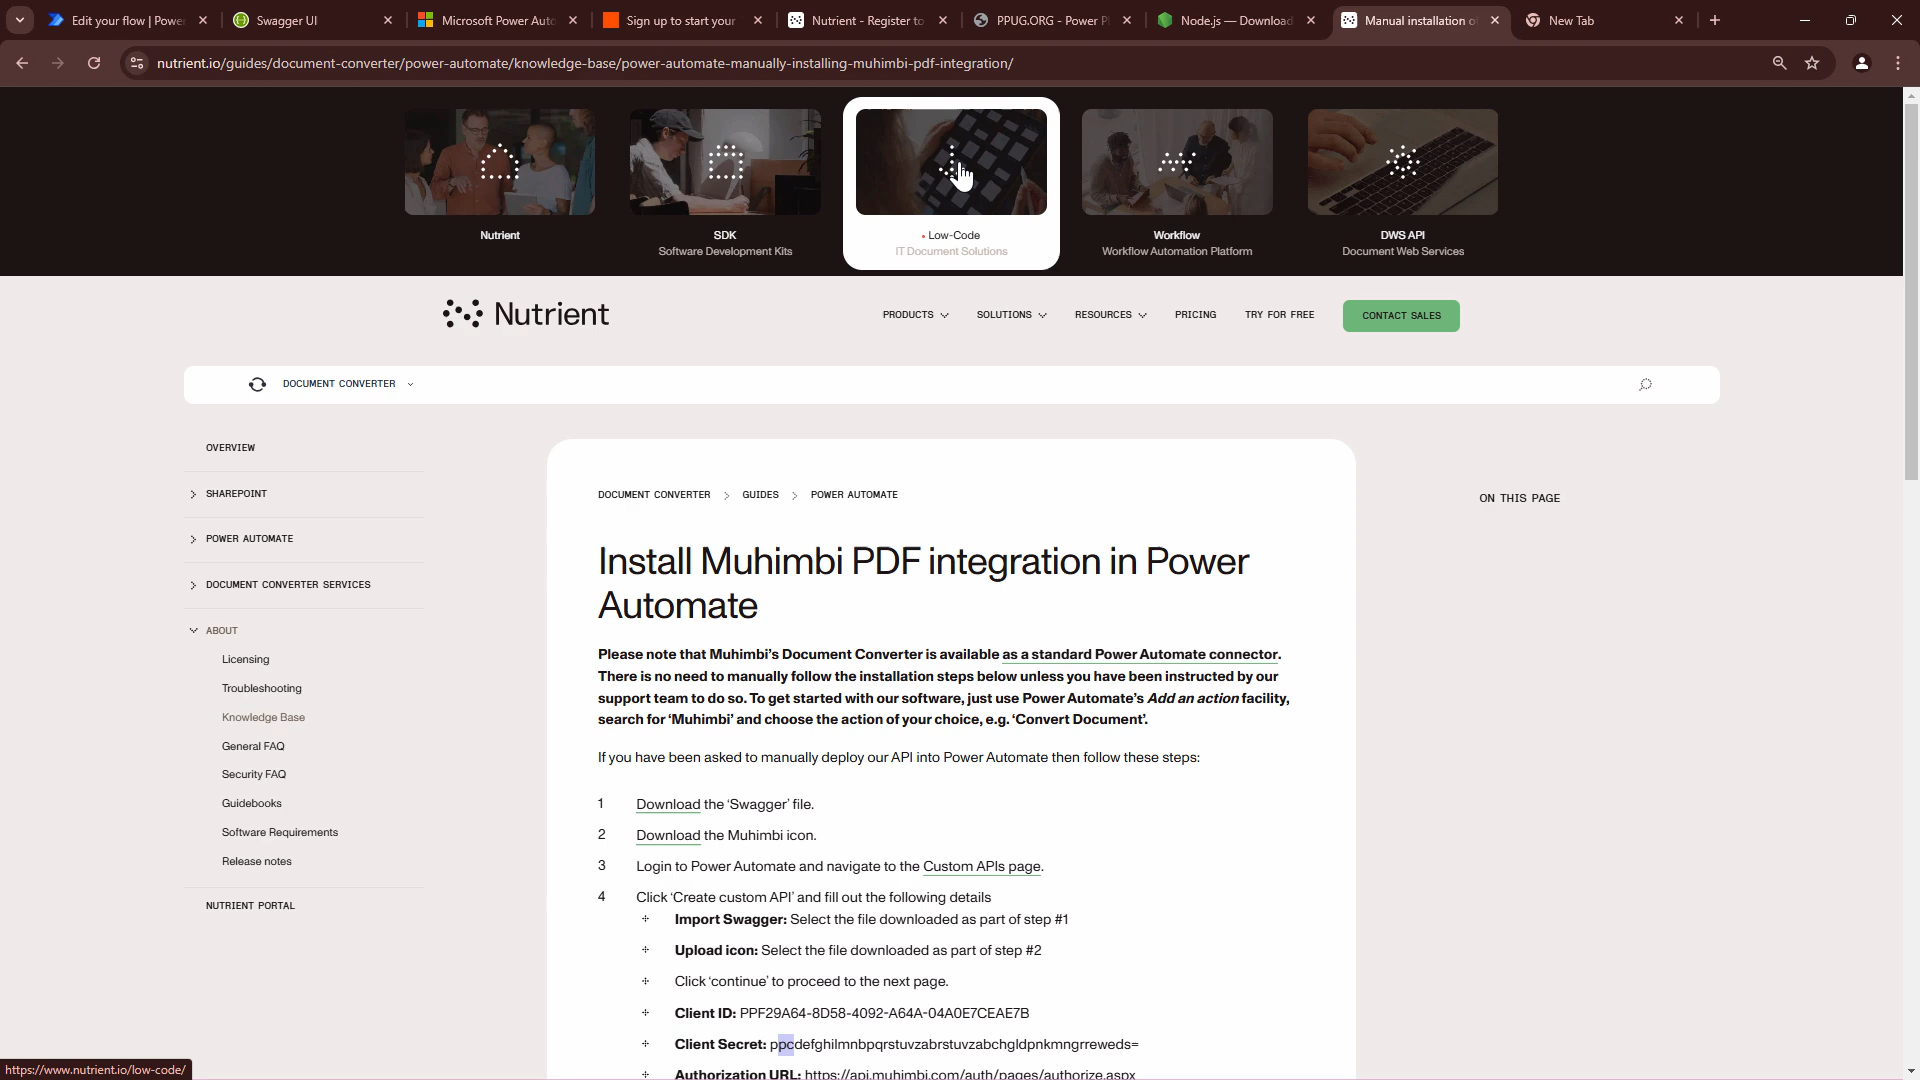 Edit your flow | Power
Swagger UI
Microsoft Power Auto
Sign up to start your
Nutrient - Register to
PPUG.ORG - Power P
Node.js — Download
Manual installation o
New Tab
nutrient.io/guides/document-converter/power-automate/knowledge-base/power-automate-manually-installing-muhimbi-pdf-integration/
Nutrient
SDK
Software Development Kits
Low-Code
IT Document Solutions
Workflow
Workflow Automation Platform
DWS API
Document Web Services
Nutrient
PRODUCTS
SOLUTIONS
RESOURCES
PRICING
TRY FOR FREE
CONTACT SALES
DOCUMENT CONVERTER
OVERVIEW
SHAREPOINT
POWER AUTOMATE
DOCUMENT CONVERTER SERVICES
ABOUT
Licensing
Troubleshooting
Knowledge Base
General FAQ
Security FAQ
Guidebooks
Software Requirements
Release notes
NUTRIENT PORTAL
DOCUMENT CONVERTER > GUIDES > POWER AUTOMATE
ON THIS PAGE
Install Muhimbi PDF integration in Power
Automate
Please note that Muhimbi's Document Converter is available as a standard Power Automate connector.
There is no need to manually follow the installation steps below unless you have been instructed by our
support team to do so. To get started with our software, just use Power Automate's Add an action facility,
search for 'Muhimbi' and choose the action of your choice, e.g. 'Convert Document'.
If you have been asked to manually deploy our API into Power Automate then follow these steps:
1 Download the 'Swagger' file.
2 Download the Muhimbi icon.
3 Login to Power Automate and navigate to the Custom APIs page.
4 Click 'Create custom API' and fill out the following details
Import Swagger: Select the file downloaded as part of step #1
Upload icon: Select the file downloaded as part of step #2
Click 'continue' to proceed to the next page.
Client ID: PPF29A64-8D58-4092-A64A-04A0E7CEAE7B
Client Secret: ppcdefghilmnbpqrstuvzabrstuvzabchgldpnkmngrreweds=
Authorization URL: https://api.muhimbi.com/auth/pages/authorize.aspx
https://www.nutrient.io/low-code/